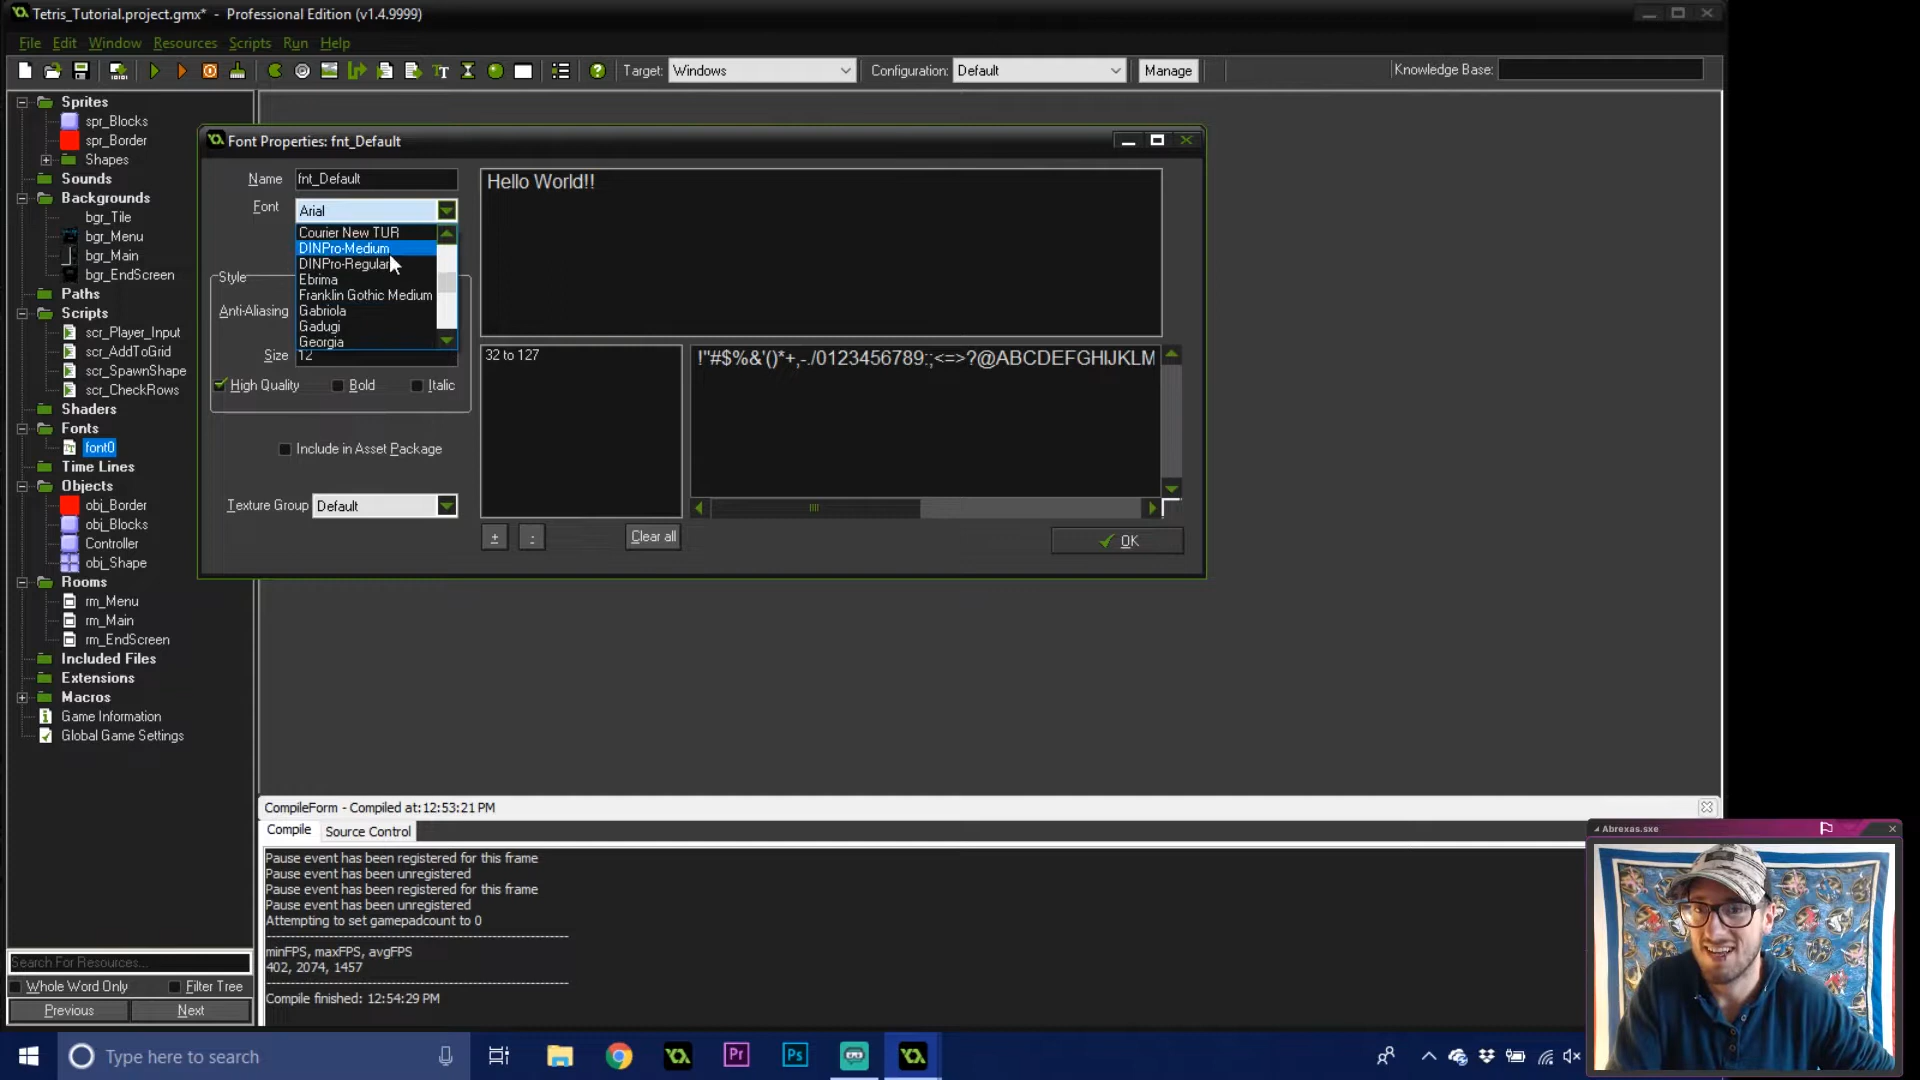 Tetris_Tutorial.project.gmx* - Professional Edition (v1.4.9999)
File Edit Window Resources Scripts Run Help
Target: Windows Configuration: Default Manage Knowledge Base:
Sprites
spr_Blocks
spr_Border
Shapes
Sounds
Backgrounds
bgr_Tile
bgr_Menu
bgr_Main
bgr_EndScreen
Paths
Scripts
scr_Player_Input
scr_AddToGrid
scr_SpawnShape
scr_CheckRows
Shaders
Fonts
font0
Time Lines
Objects
obj_Border
obj_Blocks
Controller
obj_Shape
Rooms
rm_Menu
rm_Main
rm_EndScreen
Included Files
Extensions
Macros
Game Information
Global Game Settings
Search For Resources...
Whole Word Only Filter Tree
Previous Next
Font Properties: fnt_Default
Name fnt_Default
Font Arial
Courier New TUR
DINPro-Medium
DINPro-Regular
Ebrima
Franklin Gothic Medium
Gabriola
Gadugi
Georgia
Style
Anti-Aliasing
Size 12
High Quality Bold Italic
Include in Asset Package
Texture Group Default
Hello World!!
32 to 127
!"#$%&'()*+,-./0123456789:;<=>?@ABCDEFGHIJKLM
+ - Clear all
OK
CompileForm - Compiled at:12:53:21 PM
Compile Source Control
Pause event has been registered for this frame
Pause event has been unregistered
Pause event has been registered for this frame
Pause event has been unregistered
Attempting to set gamepadcount to 0
minFPS, maxFPS, avgFPS
402, 2074, 1457
Compile finished: 12:54:29 PM
Abrexas.sxe
Type here to search
Pr
Ps